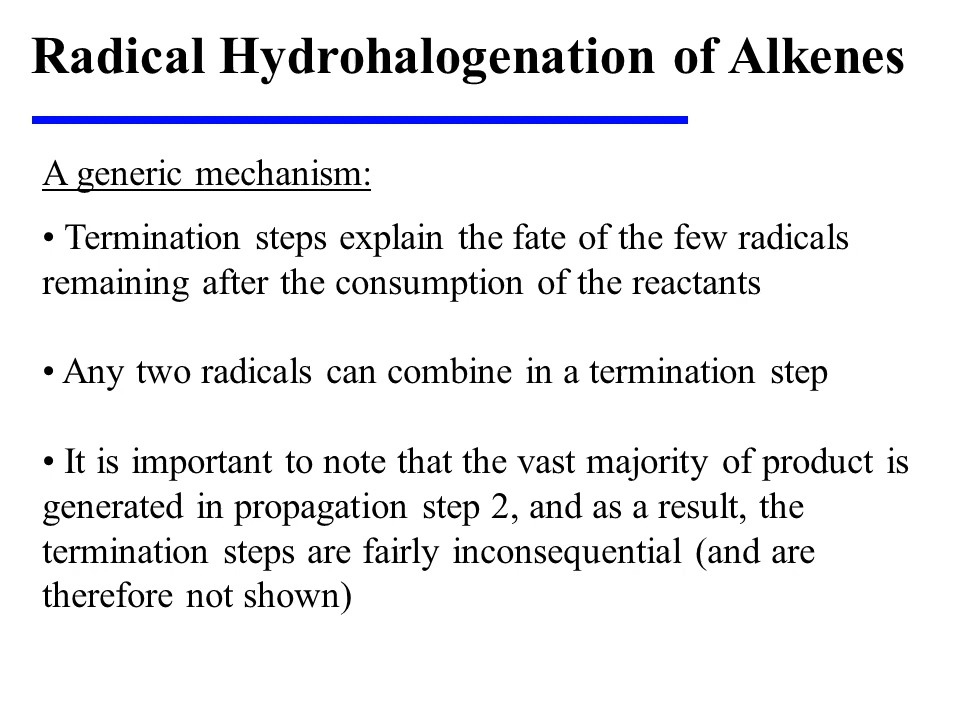 Radical Hydrohalogenation of Alkenes
A generic mechanism:
• Termination steps explain the fate of the few radicals
remaining after the consumption of the reactants
• Any two radicals can combine in a termination step
• It is important to note that the vast majority of product is
generated in propagation step 2, and as a result, the
termination steps are fairly inconsequential (and are
therefore not shown)